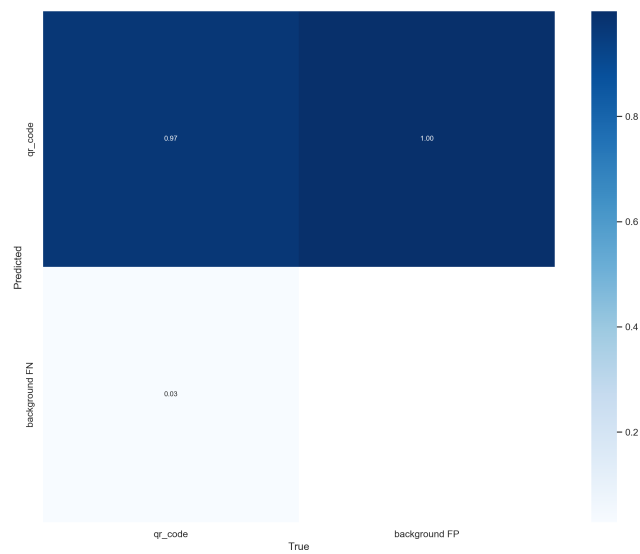 0.8
qr_code
0.97
1.00
0.6
Predicted
0.4
background FN
0.03
0.2
qr_code
background FP
True